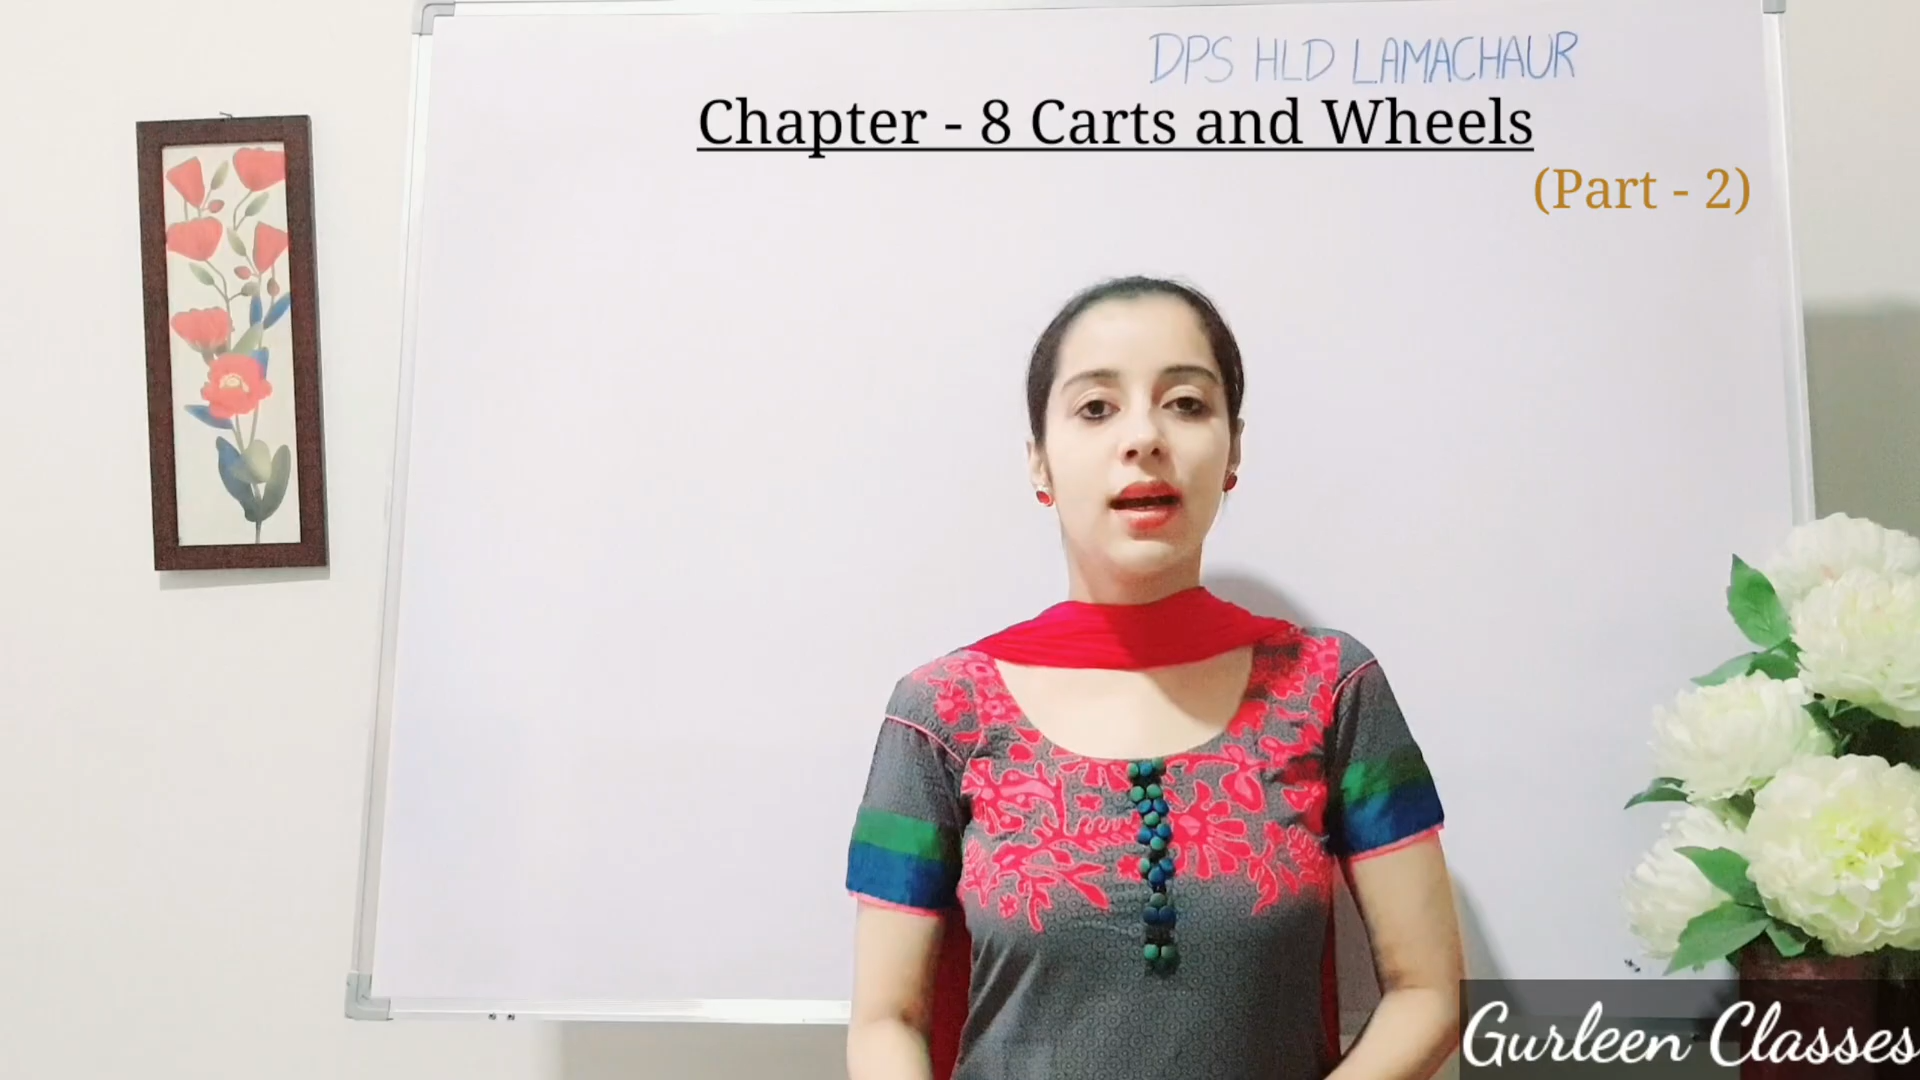 DPS HLD LAMACHAUR
Chapter - 8 Carts and Wheels
(Part - 2)
Gurleen Classes